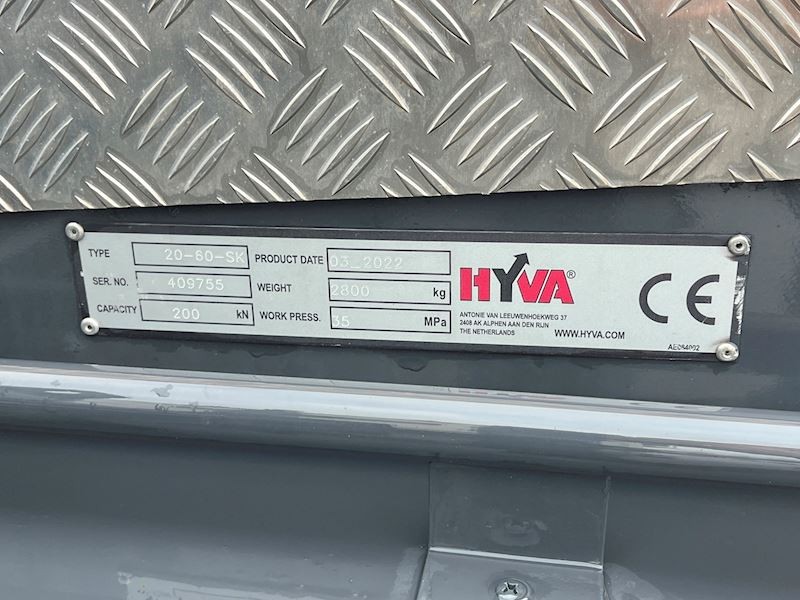 TYPE 20-60-SK PRODUCT DATE 03_2022
SER. NO. 409755 WEIGHT 2800 kg
CAPACITY 200 kN WORK PRESS. 35 MPa
HYVA®
ANTONIE VAN LEEUWENHOEKWEG 37
2408 AK ALPHEN AAN DEN RIJN
THE NETHERLANDS WWW.HYVA.COM
CE
AE084002